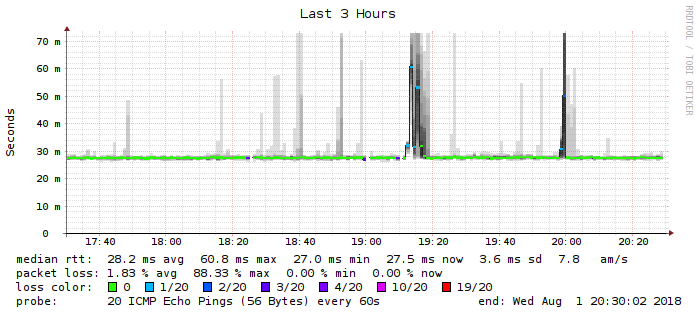 Last 3 Hours
RRDTOOL / TOBI OETIKER
Seconds
70 m
60 m
50 m
40 m
30 m
20 m
10 m
0
17:40 18:00 18:20 18:40 19:00 19:20 19:40 20:00 20:20
median rtt: 28.2 ms avg 60.8 ms max 27.0 ms min 27.5 ms now 3.6 ms sd 7.8 am/s
packet loss: 1.83 % avg 88.33 % max 0.00 % min 0.00 % now
loss color: 0 1/20 2/20 3/20 4/20 10/20 19/20
probe: 20 ICMP Echo Pings (56 Bytes) every 60s end: Wed Aug 1 20:30:02 2018